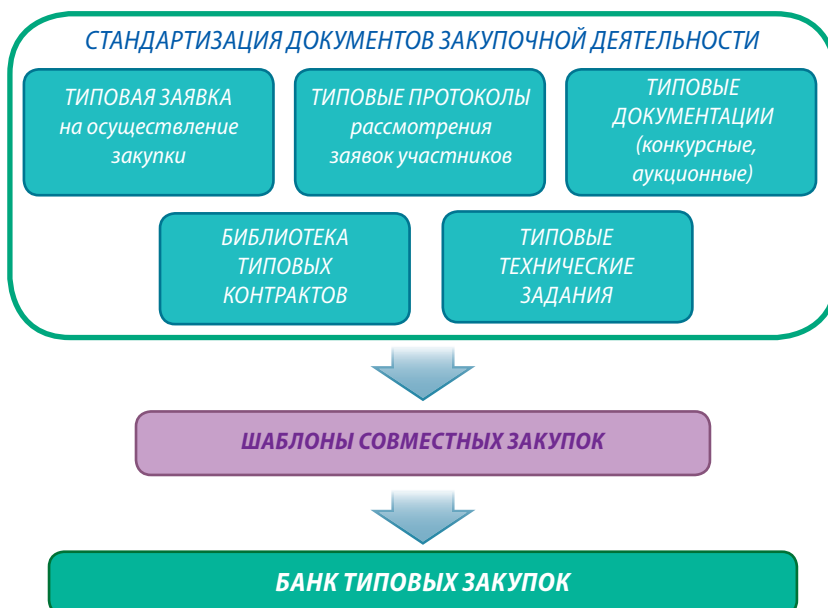 СТАНДАРТИЗАЦИЯ ДОКУМЕНТОВ ЗАКУПОЧНОЙ ДЕЯТЕЛЬНОСТИ
ТИПОВАЯ ЗАЯВКА
на осуществление
закупки
ТИПОВЫЕ ПРОТОКОЛЫ
рассмотрения
заявок участников
ТИПОВЫЕ
ДОКУМЕНТАЦИИ
(конкурсные,
аукционные)
БИБЛИОТЕКА
ТИПОВЫХ
КОНТРАКТОВ
ТИПОВЫЕ
ТЕХНИЧЕСКИЕ
ЗАДАНИЯ
ШАБЛОНЫ СОВМЕСТНЫХ ЗАКУПОК
БАНК ТИПОВЫХ ЗАКУПОК